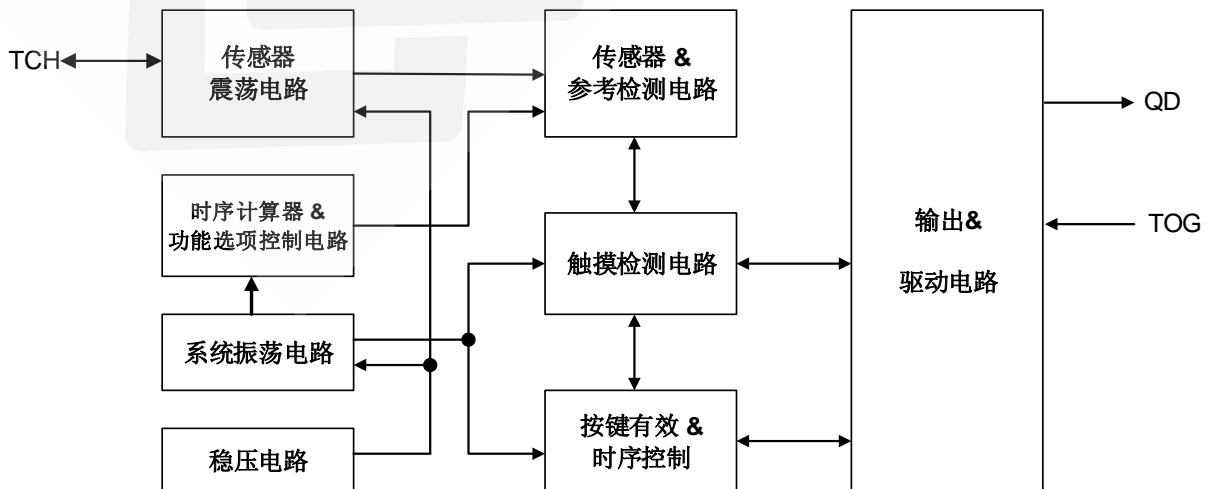 TCH
传感器
震荡电路
传感器 &
参考检测电路
QD
时序计算器 &
功能选项控制电路
触摸检测电路
输出&
驱动电路
TOG
系统振荡电路
稳压电路
按键有效 &
时序控制